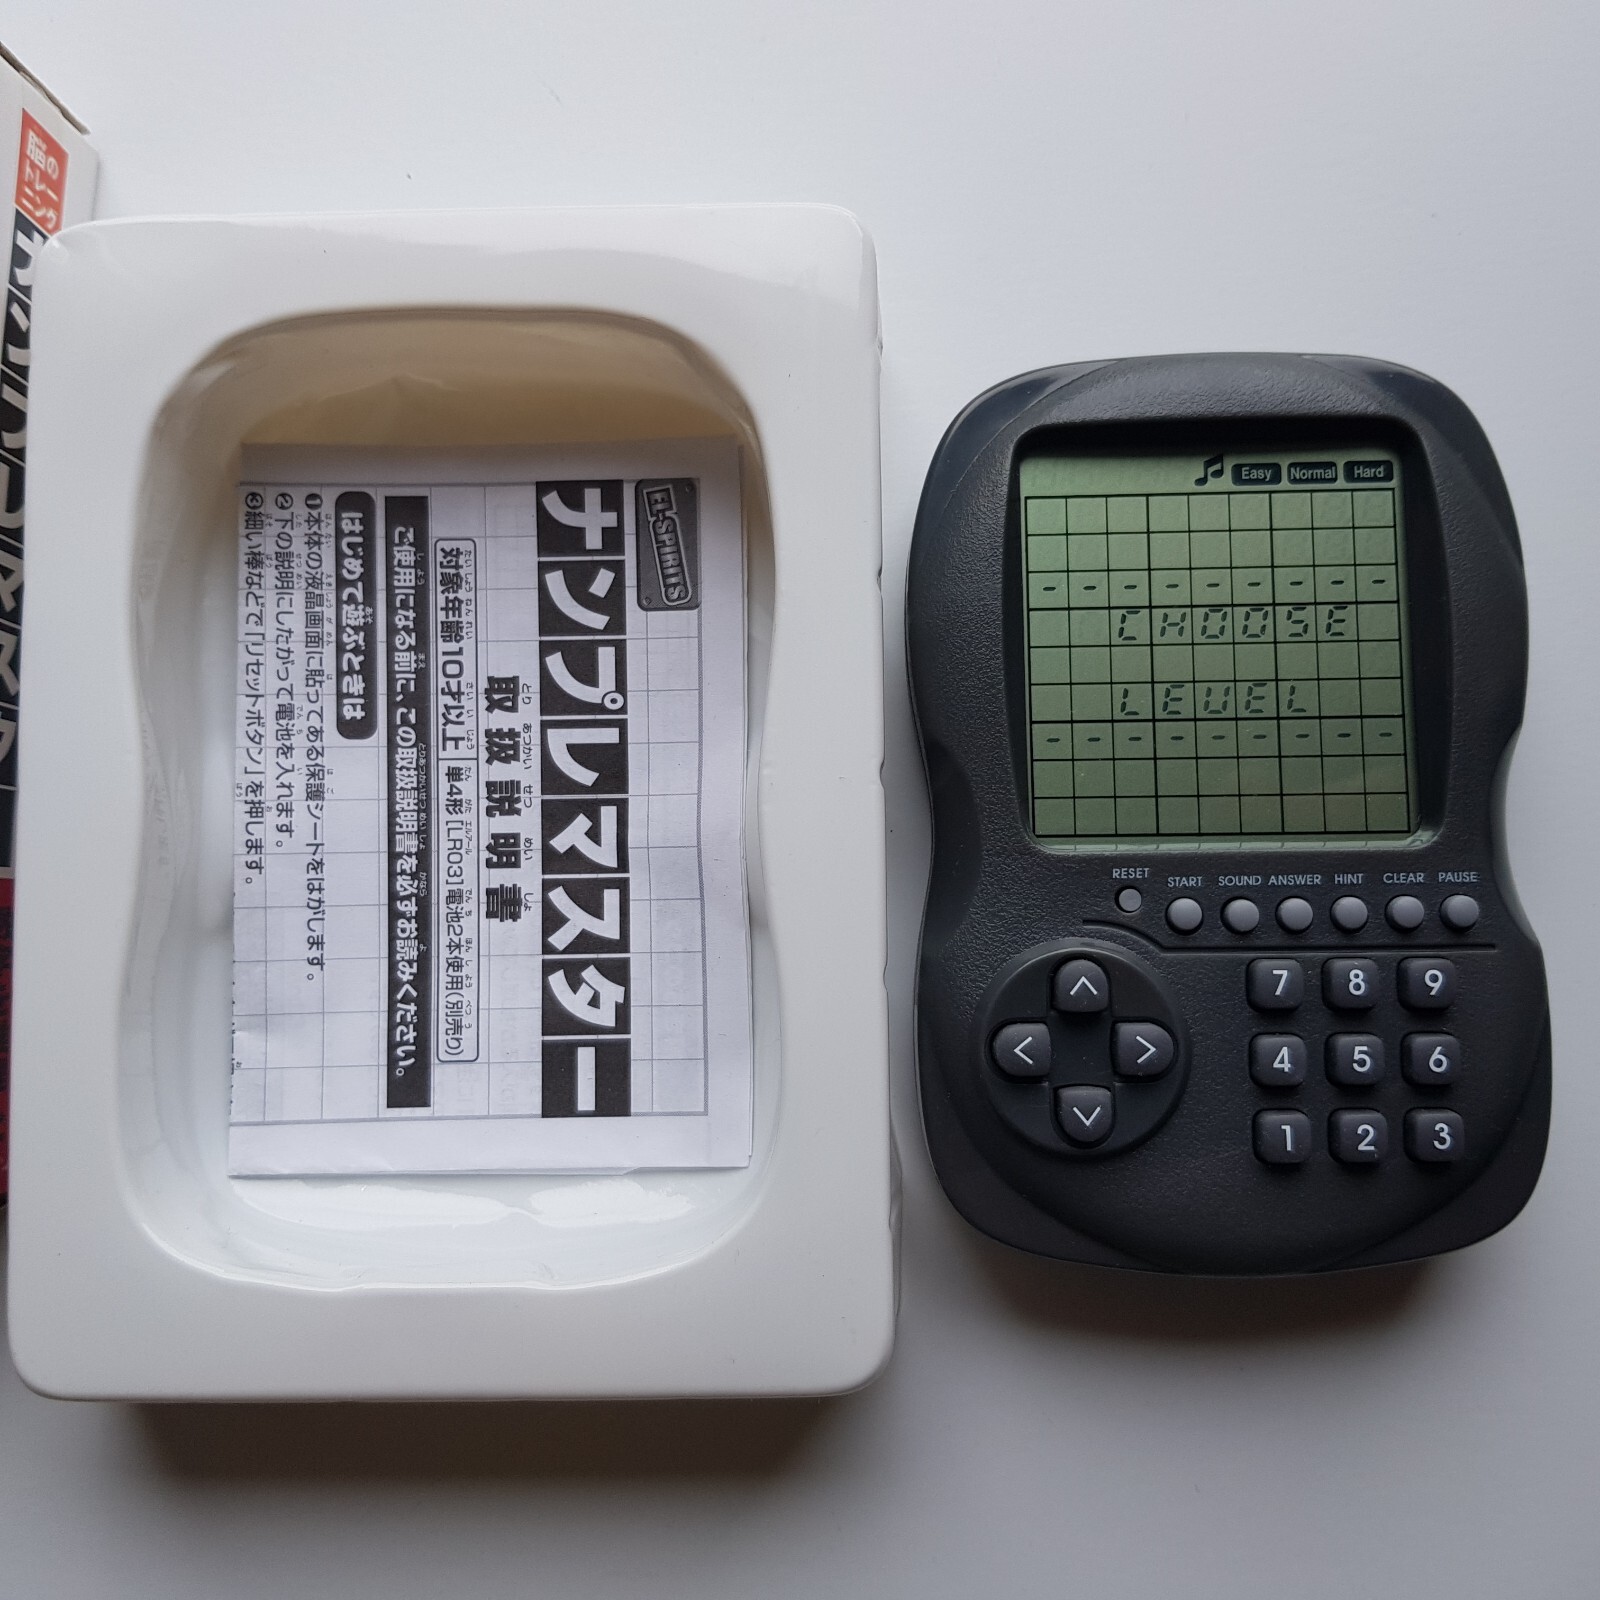 脳の
トレー
ニング
EL-SPIRITS
ナンプレマスター
取扱説明書
対象年齢10才以上 単4形[LR03]電池2本使用(別売り)
ご使用になる前に、この取扱説明書を必ずお読みください。
はじめて遊ぶときは
①本体の液晶画面に貼ってある保護シートをはがします。
②下の説明にしたがって電池を入れます。
③細い棒などで「リセットボタン」を押します。
Easy Normal Hard
- - - - - - - - -
CHOOSE
LEVEL
- - - - - - - - -
RESET START SOUND ANSWER HINT CLEAR PAUSE
7 8 9
4 5 6
1 2 3